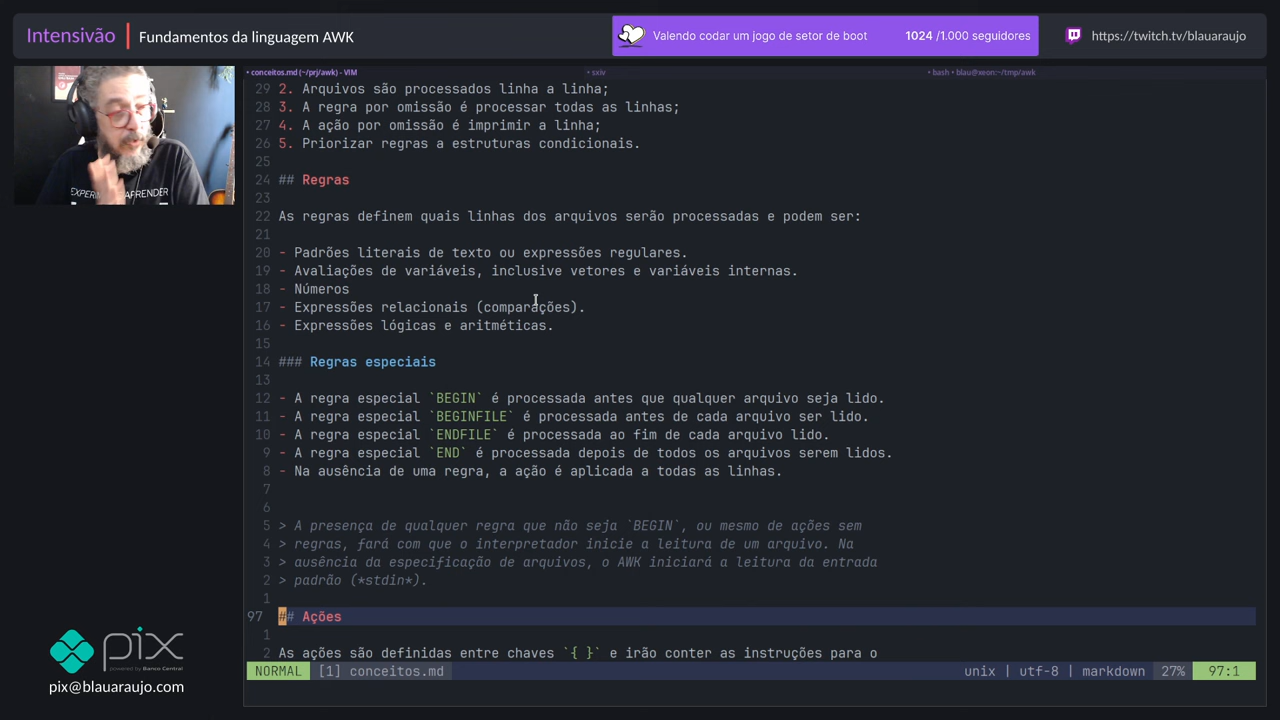 Intensivão | Fundamentos da linguagem AWK
Valendo codar um jogo de setor de boot 1024 /1.000 seguidores
https://twitch.tv/blauaraujo
• conceitos.md (~/prj/awk) - VIM
• sxiv
• bash • blau@xeon:~/tmp/awk
29 2. Arquivos são processados linha a linha;
28 3. A regra por omissão é processar todas as linhas;
27 4. A ação por omissão é imprimir a linha;
26 5. Priorizar regras a estruturas condicionais.
25
24 ## Regras
23
22 As regras definem quais linhas dos arquivos serão processadas e podem ser:
21
20 - Padrões literais de texto ou expressões regulares.
19 - Avaliações de variáveis, inclusive vetores e variáveis internas.
18 - Números
17 - Expressões relacionais (comparações).
16 - Expressões lógicas e aritméticas.
15
14 ### Regras especiais
13
12 - A regra especial `BEGIN` é processada antes que qualquer arquivo seja lido.
11 - A regra especial `BEGINFILE` é processada antes de cada arquivo ser lido.
10 - A regra especial `ENDFILE` é processada ao fim de cada arquivo lido.
9 - A regra especial `END` é processada depois de todos os arquivos serem lidos.
8 - Na ausência de uma regra, a ação é aplicada a todas as linhas.
7
6
5 > A presença de qualquer regra que não seja `BEGIN`, ou mesmo de ações sem
4 > regras, fará com que o interpretador inicie a leitura de um arquivo. Na
3 > ausência da especificação de arquivos, o AWK iniciará a leitura da entrada
2 > padrão (*stdin*).
1
97 ## Ações
1
2 As ações são definidas entre chaves `{ }` e irão conter as instruções para o
NORMAL [1] conceitos.md unix | utf-8 | markdown 27% 97:1
pix
powered by Banco Central
pix@blauaraujo.com